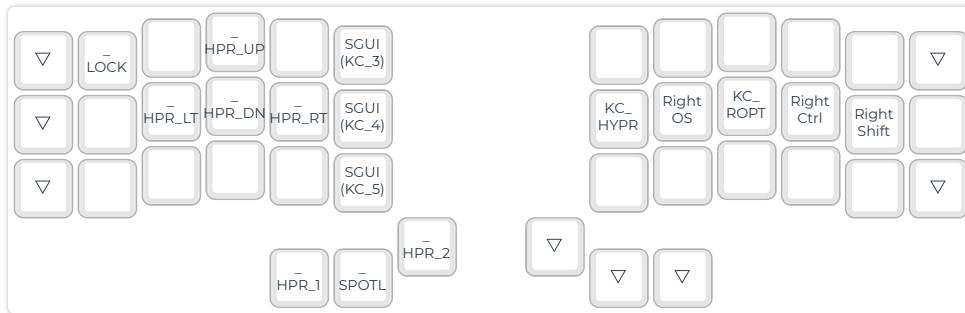 _
HPR_UP
SGUI
(KC_3)
_
LOCK
_
HPR_LT
_
HPR_DN
_
HPR_RT
SGUI
(KC_4)
KC_
HYPR
Right
OS
KC_
ROPT
Right
Ctrl
Right
Shift
SGUI
(KC_5)
_
HPR_2
_
HPR_1
_
SPOTL